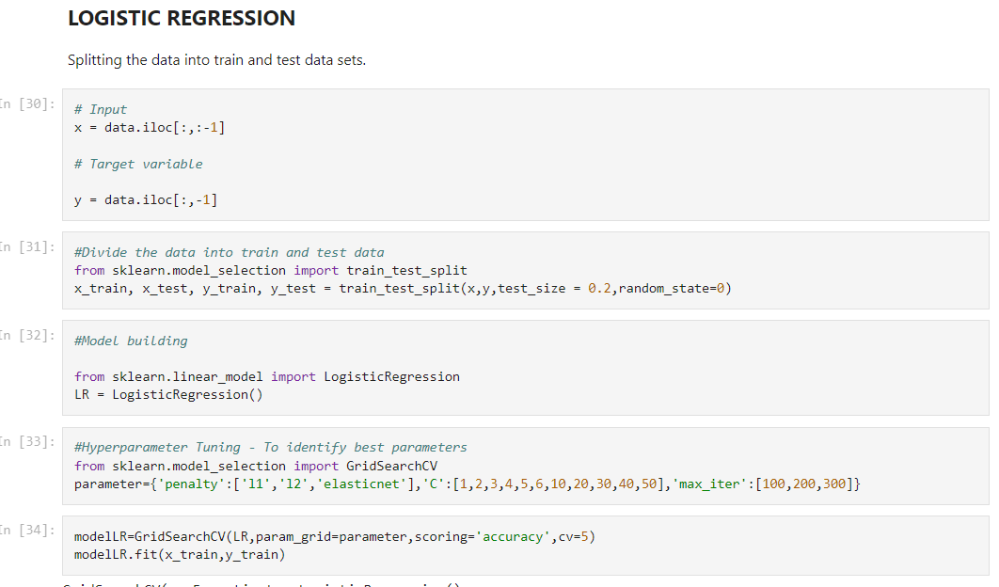 LOGISTIC REGRESSION
Splitting the data into train and test data sets.
In [30]:
# Input
x = data.iloc[:,:-1]
# Target variable
y = data.iloc[:,-1]
In [31]:
#Divide the data into train and test data
from sklearn.model_selection import train_test_split
x_train, x_test, y_train, y_test = train_test_split(x,y,test_size = 0.2,random_state=0)
In [32]:
#Model building
from sklearn.linear_model import LogisticRegression
LR = LogisticRegression()
In [33]:
#Hyperparameter Tuning - To identify best parameters
from sklearn.model_selection import GridSearchCV
parameter={'penalty':['l1','l2','elasticnet'],'C':[1,2,3,4,5,6,10,20,30,40,50],'max_iter':[100,200,300]}
In [34]:
modelLR=GridSearchCV(LR,param_grid=parameter,scoring='accuracy',cv=5)
modelLR.fit(x_train,y_train)